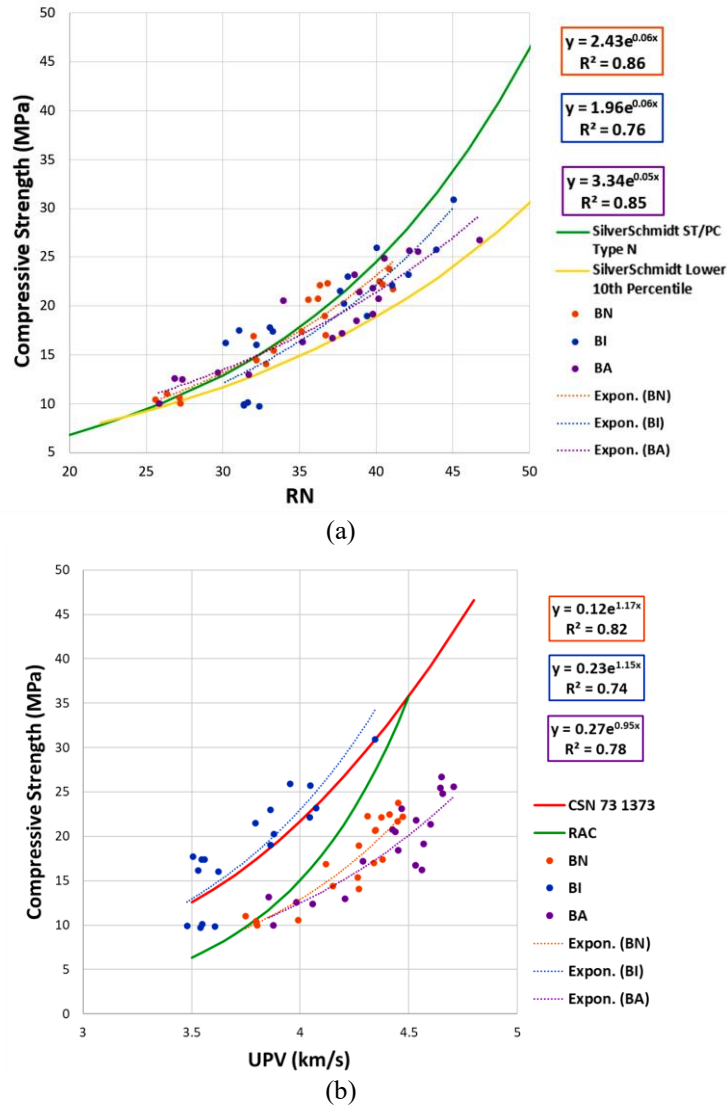 50
45
40
35
30
25
20
15
10
5
Compressive Strength (MPa)
20 25 30 35 40 45 50
RN
y = 2.43e^0.06x
R² = 0.86
y = 1.96e^0.06x
R² = 0.76
y = 3.34e^0.05x
R² = 0.85
SilverSchmidt ST/PC
Type N
SilverSchmidt Lower
10th Percentile
BN
BI
BA
Expon. (BN)
Expon. (BI)
Expon. (BA)
(a)
50
45
40
35
30
25
20
15
10
5
0
Compressive Strength (MPa)
3 3.5 4 4.5 5
UPV (km/s)
y = 0.12e^1.17x
R² = 0.82
y = 0.23e^1.15x
R² = 0.74
y = 0.27e^0.95x
R² = 0.78
CSN 73 1373
RAC
BN
BI
BA
Expon. (BN)
Expon. (BI)
Expon. (BA)
(b)